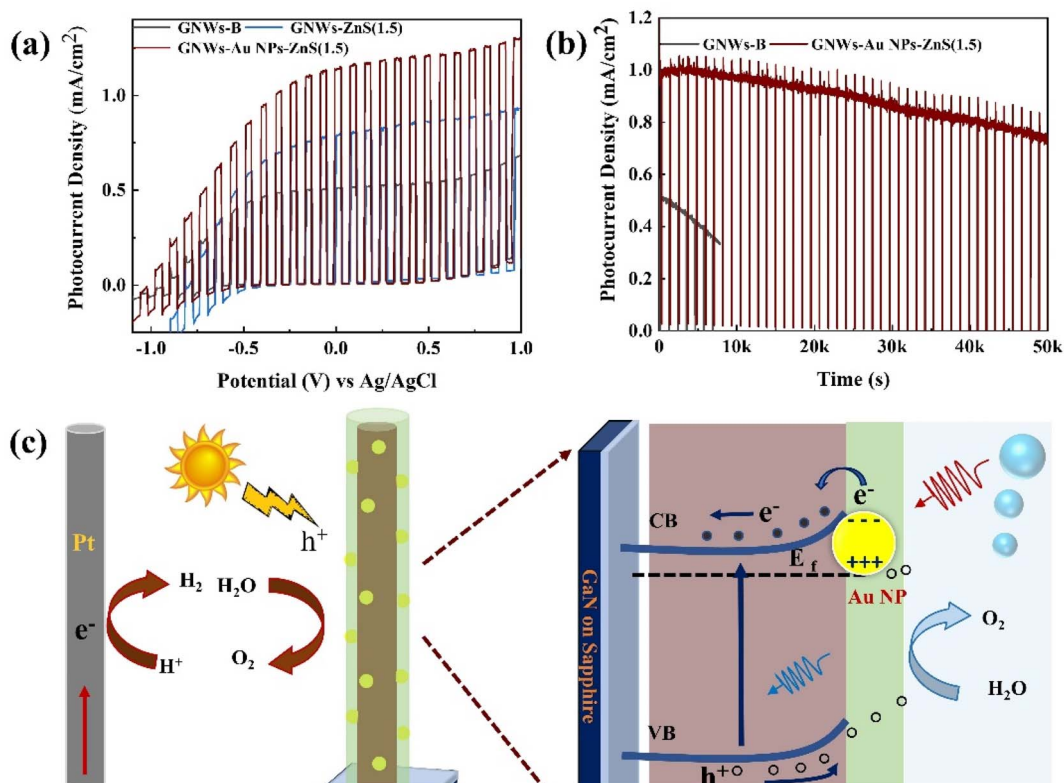 (a)
GNWs-B GNWs-ZnS(1.5)
GNWs-Au NPs-ZnS(1.5)
Photocurrent Density (mA/cm²)
1.0
0.5
0.0
-1.0 -0.5 0.0 0.5 1.0
Potential (V) vs Ag/AgCl
(b)
GNWs-B GNWs-Au NPs-ZnS(1.5)
Photocurrent Density (mA/cm²)
1.2
1.0
0.8
0.6
0.4
0.2
0.0
0 10k 20k 30k 40k 50k
Time (s)
(c)
Pt
e⁻
H₂
H⁺
h⁺
H₂O
O₂
GaN on Sapphire
CB
e⁻
e⁻
- - -
+++
E f
Au NP
O₂
H₂O
VB
h⁺